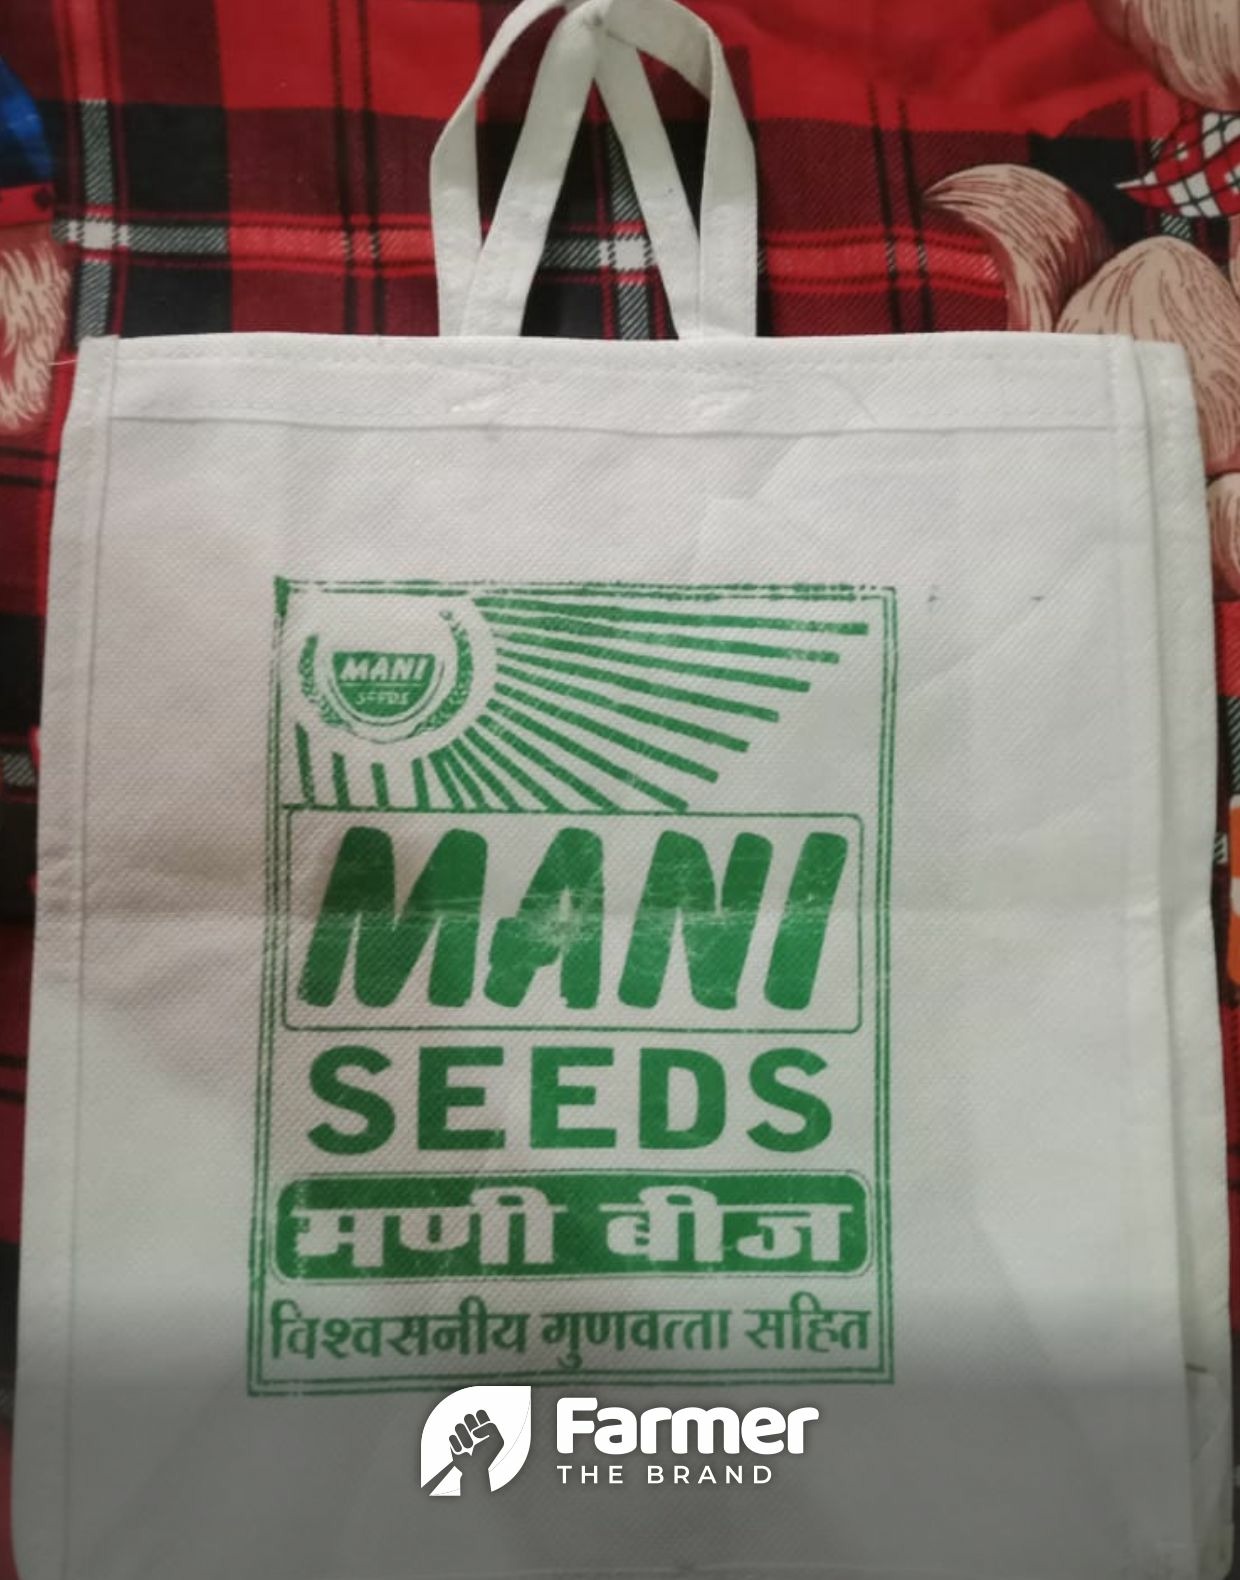 MANI
SEEDS
MANI
SEEDS
मणी बीज
विश्वसनीय गुणवत्ता सहित
Farmer
THE BRAND